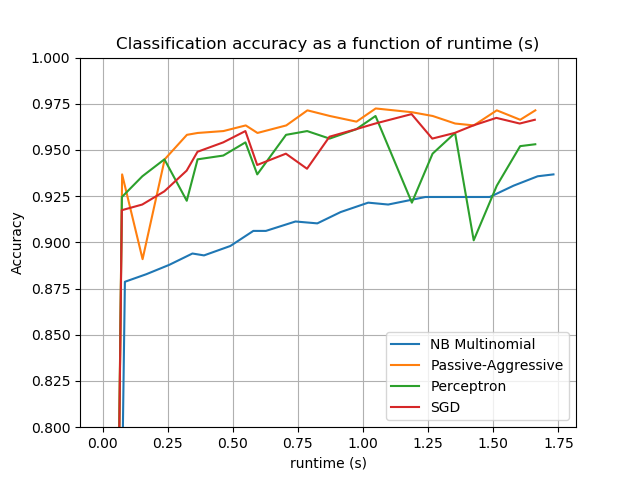 Classification accuracy as a function of runtime (s)
1.000
0.975
0.950
0.925
0.900
0.875
0.850
0.825
0.800
Accuracy
NB Multinomial
Passive-Aggressive
Perceptron
SGD
0.00 0.25 0.50 0.75 1.00 1.25 1.50 1.75
runtime (s)